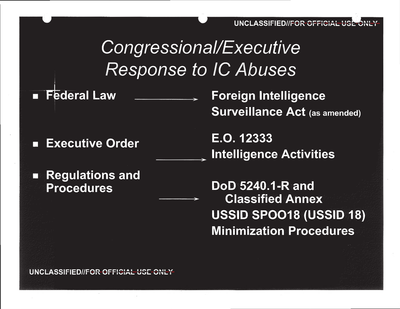 UNCLASSIFIED//FOR OFFICIAL USE ONLY
Congressional/Executive
Response to IC Abuses
Federal Law
Foreign Intelligence
Surveillance Act (as amended)
Executive Order
E.O. 12333
Intelligence Activities
Regulations and
Procedures
DoD 5240.1-R and
Classified Annex
USSID SPOO18 (USSID 18)
Minimization Procedures
UNCLASSIFIED//FOR OFFICIAL USE ONLY